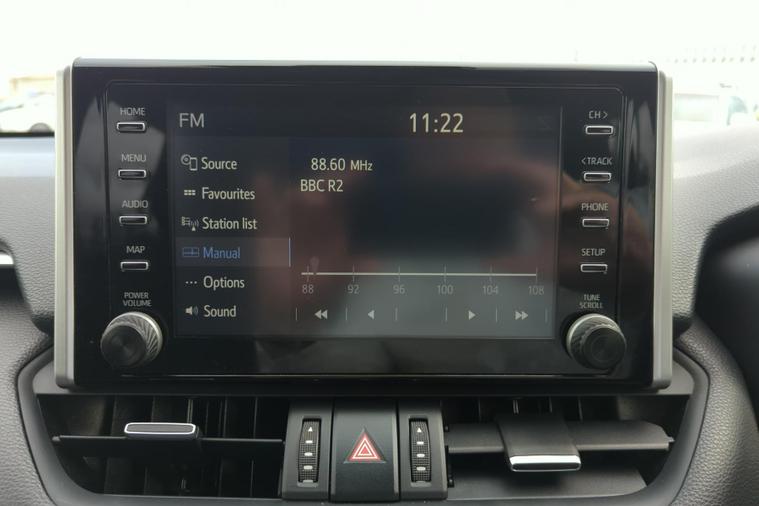 HOME
FM
11:22
CH >
MENU
Source
88.60 MHz
BBC R2
< TRACK
Favourites
AUDIO
Station list
PHONE
MAP
Manual
SETUP
Options
88 92 96 100 104 108
POWER
VOLUME
Sound
TUNE
SCROLL